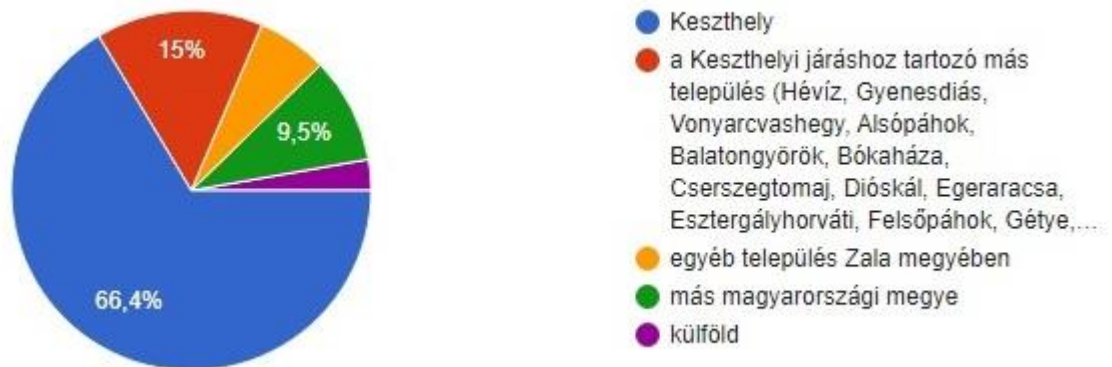 15%
9,5%
66,4%
Keszthely
a Keszthelyi járáshoz tartozó más
település (Hévíz, Gyenesdiás,
Vonyarcvashegy, Alsópáhok,
Balatongyörök, Bókaháza,
Cserszegtomaj, Dióskál, Egeraracsa,
Esztergályhorváti, Felsőpáhok, Gétye,...
egyéb település Zala megyében
más magyarországi megye
külföld